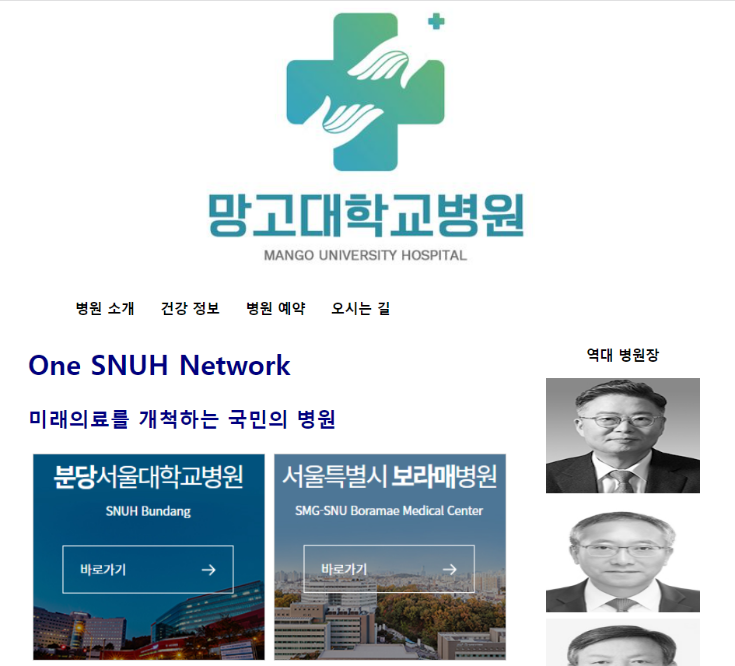 망고대학교병원
MANGO UNIVERSITY HOSPITAL
병원 소개 건강 정보 병원 예약 오시는 길
One SNUH Network
미래의료를 개척하는 국민의 병원
분당서울대학교병원
SNUH Bundang
바로가기
서울특별시 보라매병원
SMG-SNU Boramae Medical Center
바로가기
역대 병원장